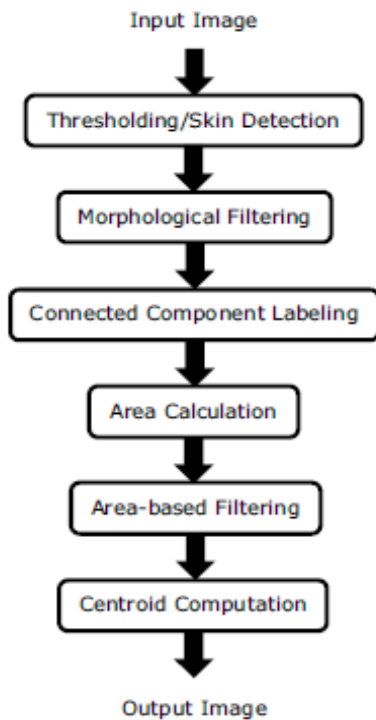 Input Image
Thresholding/Skin Detection
Morphological Filtering
Connected Component Labeling
Area Calculation
Area-based Filtering
Centroid Computation
Output Image